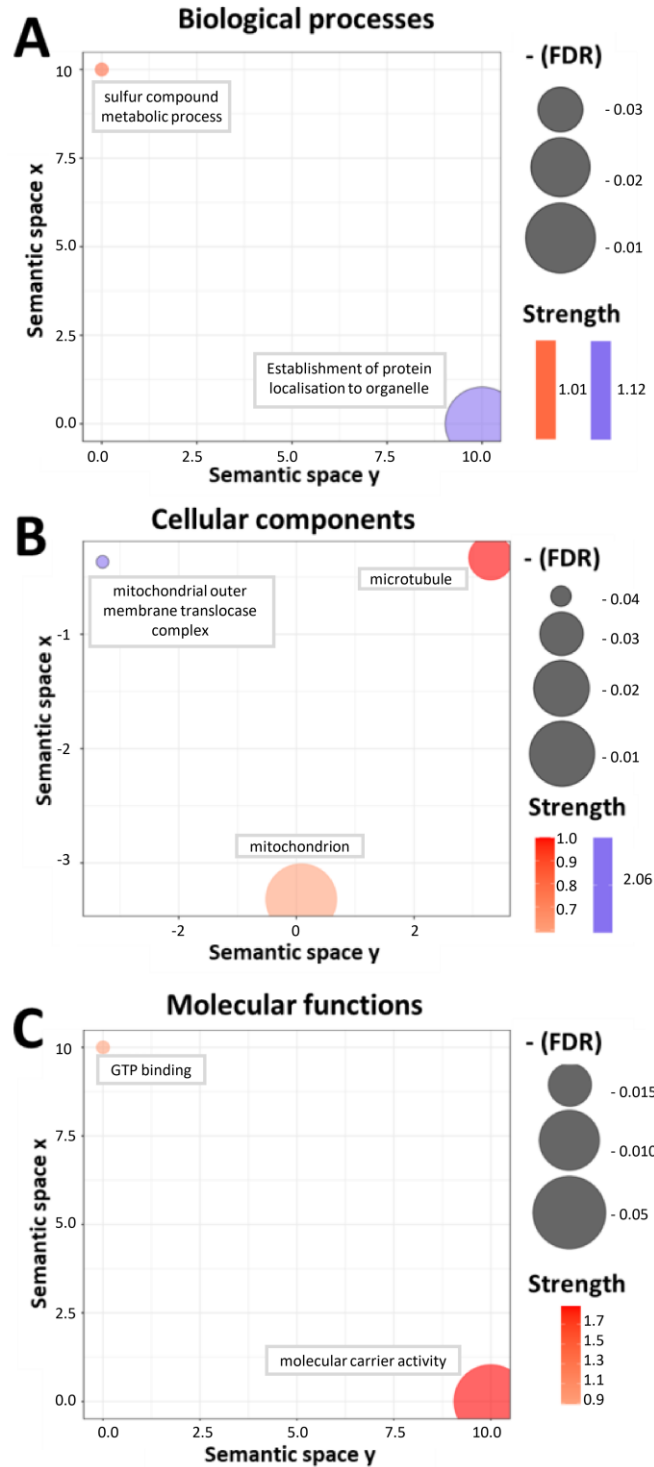 A
Biological processes
10
7.5
5.0
2.5
0.0
Semantic space x
sulfur compound
metabolic process
Establishment of protein
localisation to organelle
0.0
2.5
5.0
7.5
10.0
Semantic space y
- (FDR)
- 0.03
- 0.02
- 0.01
Strength
1.01
1.12
B
Cellular components
-1
-2
-3
Semantic space x
mitochondrial outer
membrane translocase
complex
microtubule
mitochondrion
-2
0
2
Semantic space y
- (FDR)
- 0.04
- 0.03
- 0.02
- 0.01
Strength
1.0
0.9
0.8
0.7
2.06
C
Molecular functions
10
7.5
5.0
2.5
0.0
Semantic space x
GTP binding
molecular carrier activity
0.0
2.5
5.0
7.5
10.0
Semantic space y
- (FDR)
- 0.015
- 0.010
- 0.05
Strength
1.7
1.5
1.3
1.1
0.9